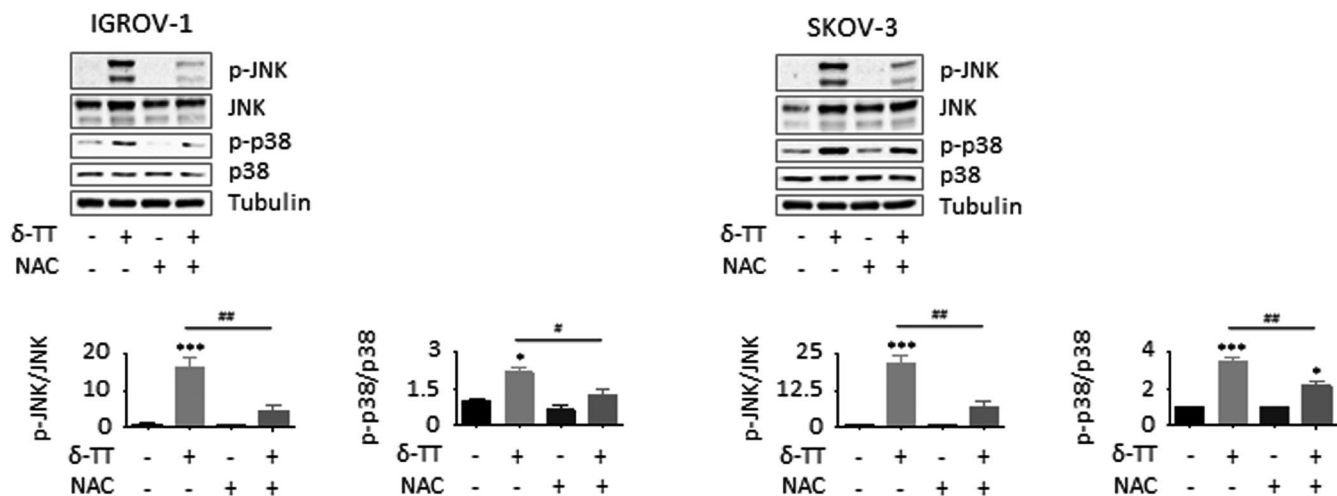 IGROV-1
p-JNK
JNK
p-p38
p38
Tubulin
δ-TT - + - +
NAC - - + +
SKOV-3
p-JNK
JNK
p-p38
p38
Tubulin
δ-TT - + - +
NAC - - + +
p-JNK/JNK
20
10
0
***
##
δ-TT - + - +
NAC - - + +
p-p38/p38
3
1.5
0
*
#
δ-TT - + - +
NAC - - + +
p-JNK/JNK
25
12.5
0
***
##
δ-TT - + - +
NAC - - + +
p-p38/p38
4
2
0
***
##
*
δ-TT - + - +
NAC - - + +